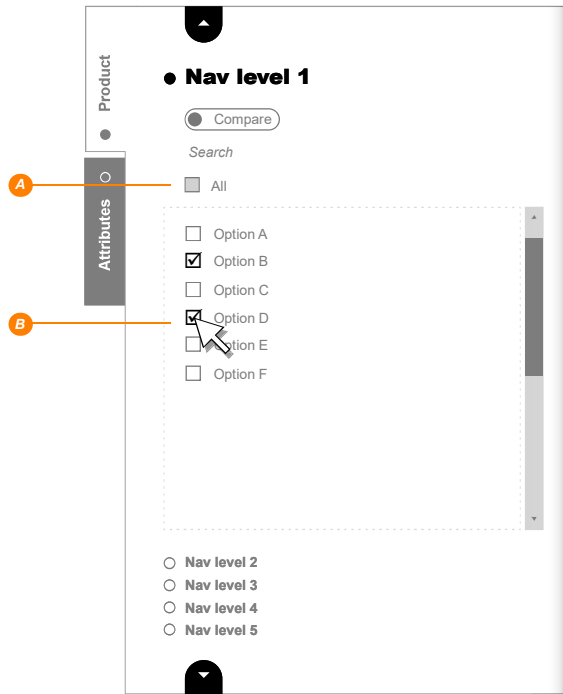 Product
Attributes
Nav level 1
Compare
Search
A
All
Option A
Option B
Option C
B
Option D
Option E
Option F
Nav level 2
Nav level 3
Nav level 4
Nav level 5